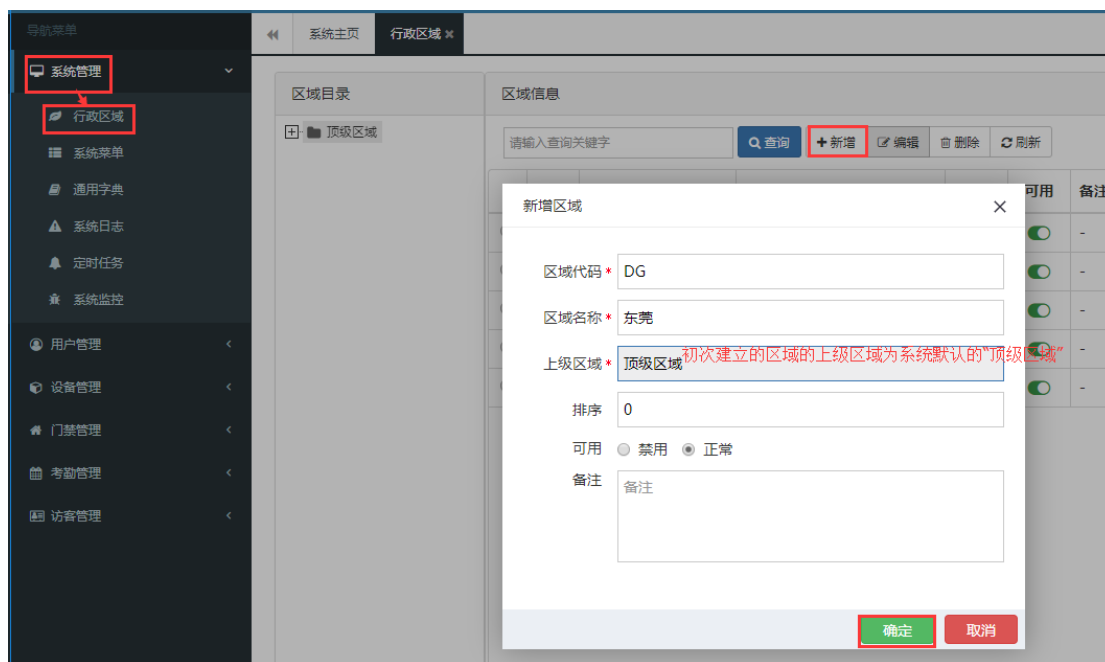 导航菜单
系统主页 行政区域
系统管理
行政区域
系统菜单
通用字典
系统日志
定时任务
系统监控
用户管理
设备管理
门禁管理
考勤管理
访客管理
区域目录
顶级区域
区域信息
请输入查询关键字 查询 新增 编辑 删除 刷新
可用 备注
-
-
-
-
-
新增区域
区域代码* DG
区域名称* 东莞
上级区域* 顶级区域 初次建立的区域的上级区域为系统默认的“顶级区域”
排序 0
可用 禁用 正常
备注 备注
确定 取消